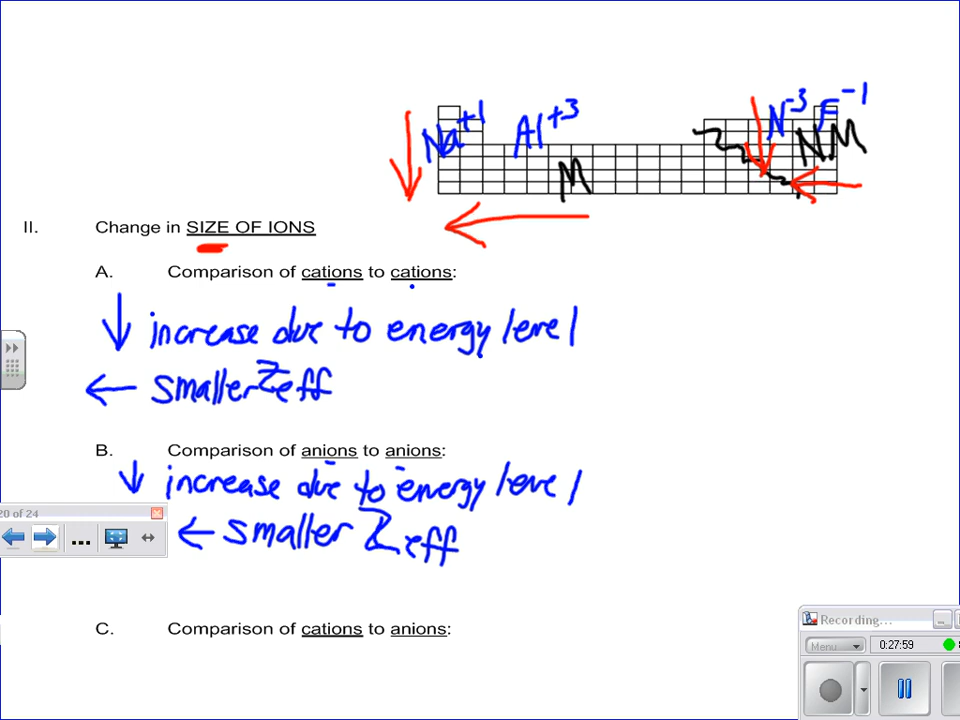 Na+1 Al+3 N-3 F-1
M NM
II. Change in SIZE OF IONS
A. Comparison of cations to cations:
↓ increase due to energy level
← smaller Zeff
B. Comparison of anions to anions:
↓ increase due to energy level
20 of 24
← smaller Zeff
...
C. Comparison of cations to anions:
Recording...
Menu 0:27:59